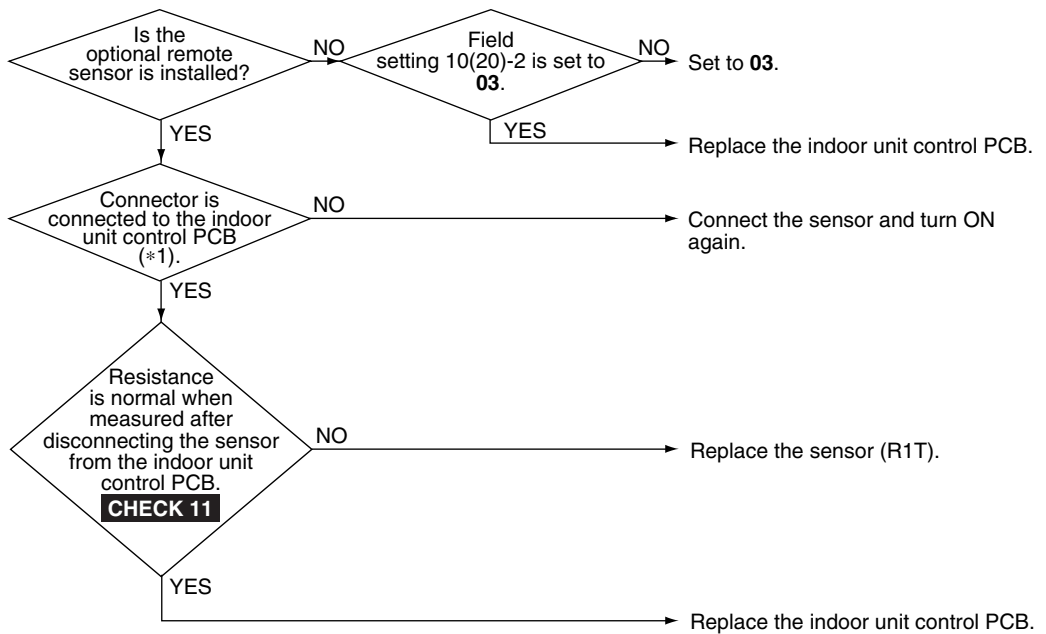 Is the
optional remote
sensor is installed?
NO
Field
setting 10(20)-2 is set to
03.
NO
Set to 03.
YES
YES
Replace the indoor unit control PCB.
Connector is
connected to the indoor
unit control PCB
(*1).
NO
Connect the sensor and turn ON
again.
YES
Resistance
is normal when
measured after
disconnecting the sensor
from the indoor unit
control PCB.
CHECK 11
NO
Replace the sensor (R1T).
YES
Replace the indoor unit control PCB.